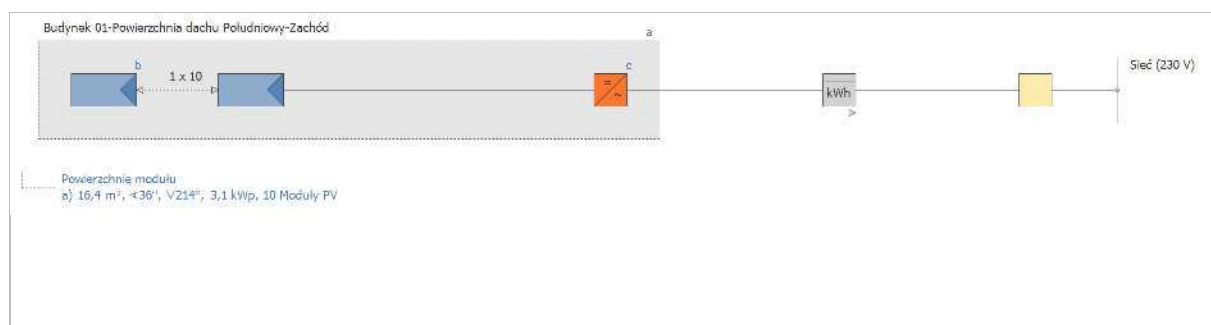 Budynek 01-Powierzchnia dachu Południowy-Zachód
a
b
1 x 10
c
=
~
kWh
>
Sieć (230 V)
Powierzchnię modułu
a) 16,4 m², ∢36°, ∨214°, 3,1 kWp, 10 Moduły PV